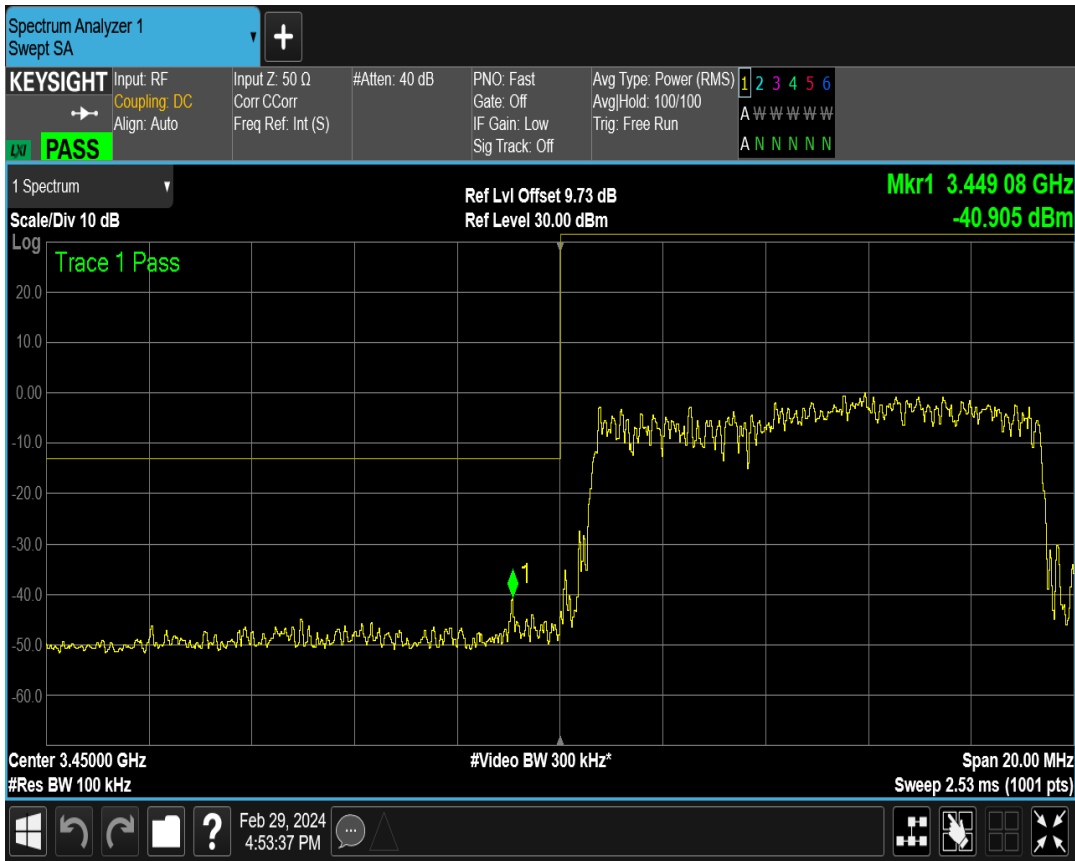 Spectrum Analyzer 1
Swept SA
+
KEYSIGHT
LXI PASS
Input: RF
Coupling: DC
Align: Auto
Input Z: 50 Ω
Corr CCorr
Freq Ref: Int (S)
#Atten: 40 dB
PNO: Fast
Gate: Off
IF Gain: Low
Sig Track: Off
Avg Type: Power (RMS)
Avg|Hold: 100/100
Trig: Free Run
1 2 3 4 5 6
A W W W W W
A N N N N N
1 Spectrum
Scale/Div 10 dB
Ref Lvl Offset 9.73 dB
Ref Level 30.00 dBm
Mkr1 3.449 08 GHz
-40.905 dBm
Log
Trace 1 Pass
20.0
10.0
0.00
-10.0
-20.0
-30.0
-40.0
-50.0
-60.0
1
Center 3.45000 GHz
#Res BW 100 kHz
#Video BW 300 kHz*
Span 20.00 MHz
Sweep 2.53 ms (1001 pts)
?
Feb 29, 2024
4:53:37 PM